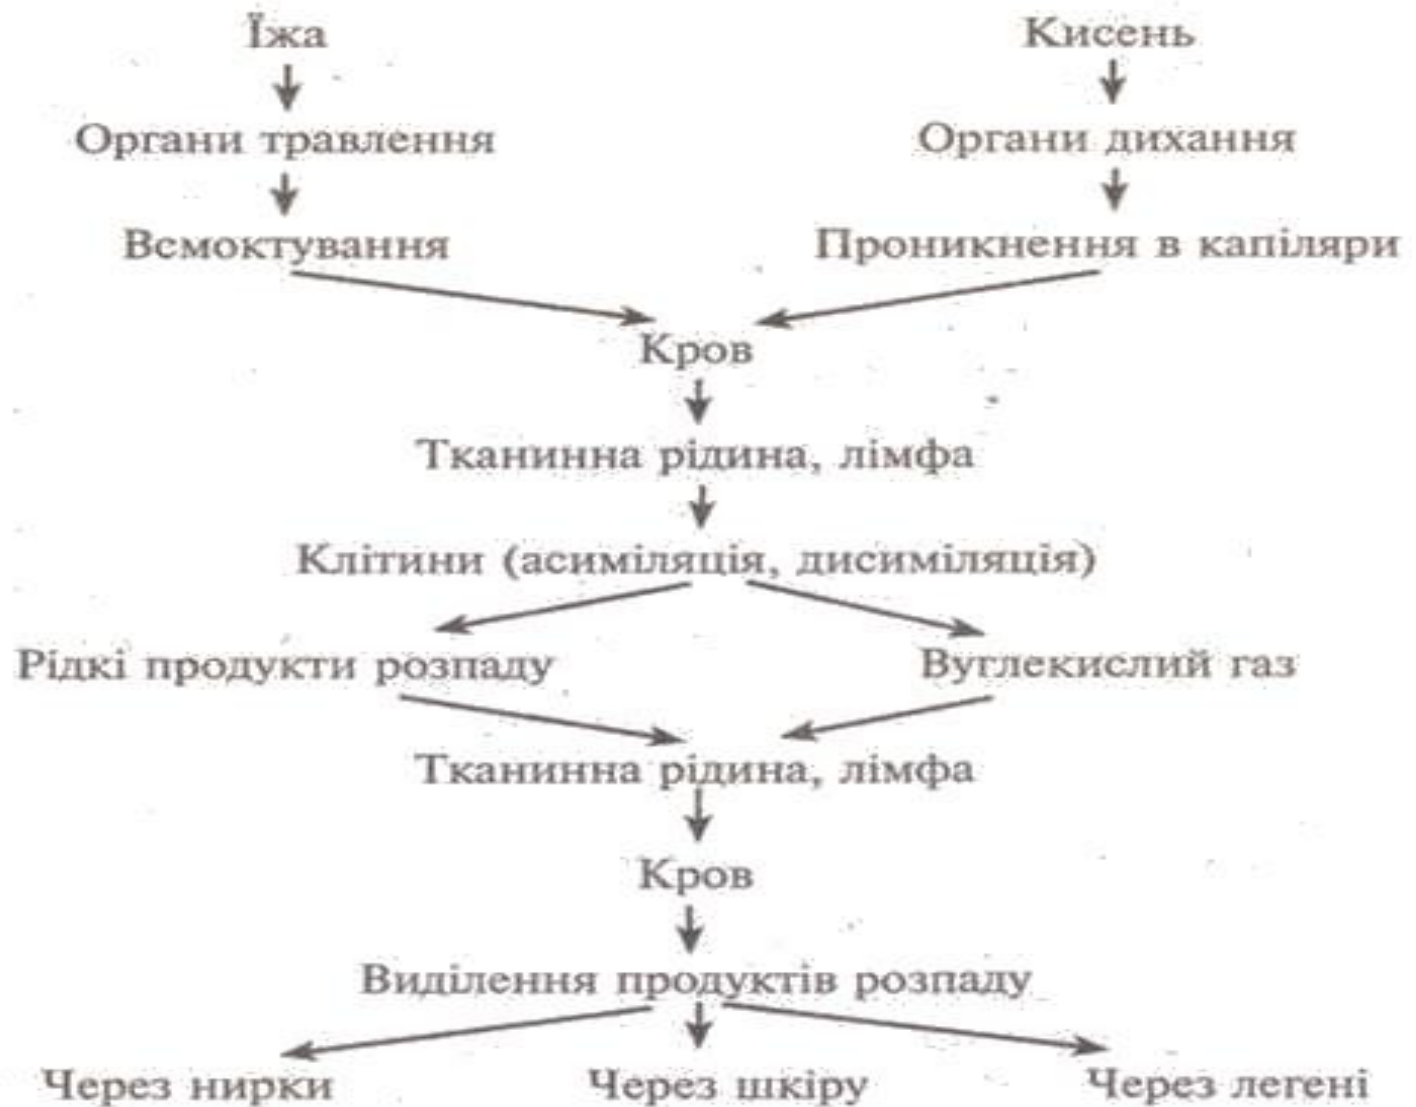 Їжа Кисень
Органи травлення Органи дихання
Всмоктування Проникнення в капіляри
Кров
Тканинна рідина, лімфа
Клітини (асиміляція, дисиміляція)
Рідкі продукти розпаду Вуглекислий газ
Тканинна рідина, лімфа
Кров
Виділення продуктів розпаду
Через нирки Через шкіру Через легені